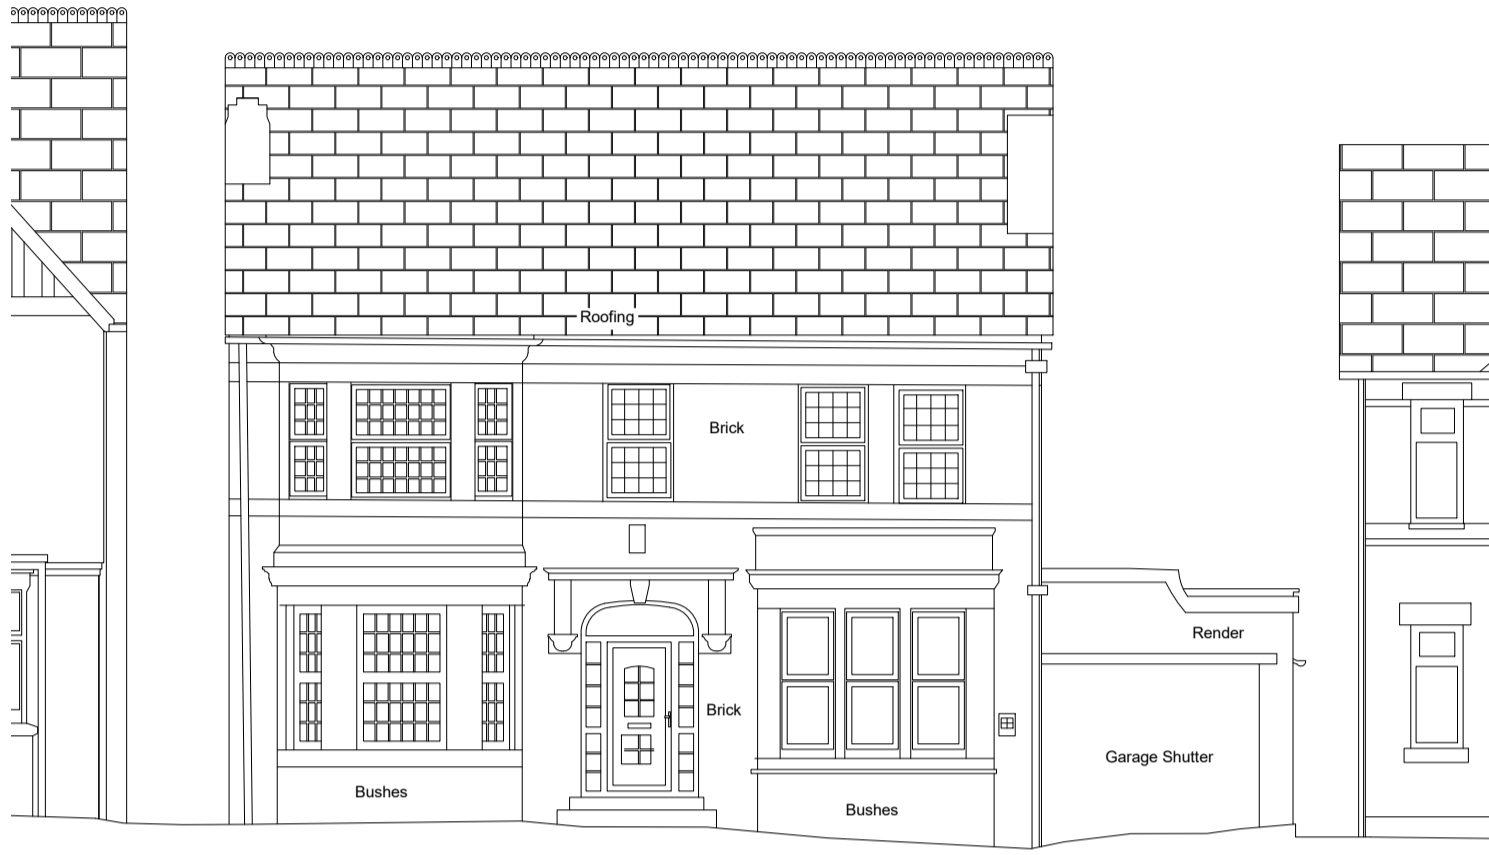 Roofing
Brick
Render
Brick
Garage Shutter
Bushes
Bushes